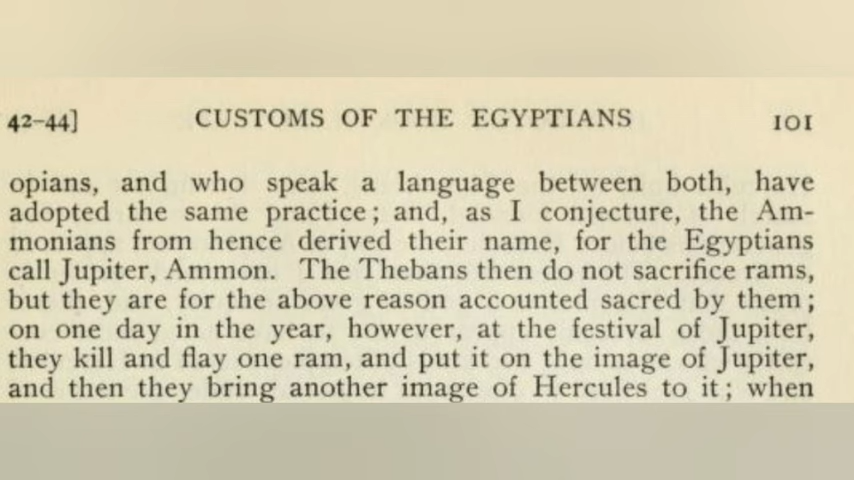 42–44] CUSTOMS OF THE EGYPTIANS 101
opians, and who speak a language between both, have
adopted the same practice; and, as I conjecture, the Am-
monians from hence derived their name, for the Egyptians
call Jupiter, Ammon. The Thebans then do not sacrifice rams,
but they are for the above reason accounted sacred by them;
on one day in the year, however, at the festival of Jupiter,
they kill and flay one ram, and put it on the image of Jupiter,
and then they bring another image of Hercules to it; when